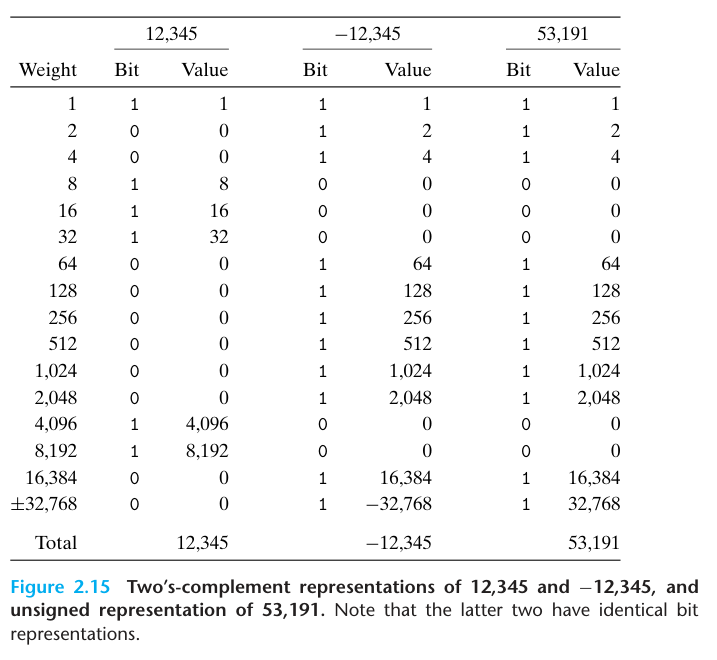 12,345 −12,345 53,191
Weight Bit Value Bit Value Bit Value
1 1 1 1 1 1 1
2 0 0 1 2 1 2
4 0 0 1 4 1 4
8 1 8 0 0 0 0
16 1 16 0 0 0 0
32 1 32 0 0 0 0
64 0 0 1 64 1 64
128 0 0 1 128 1 128
256 0 0 1 256 1 256
512 0 0 1 512 1 512
1,024 0 0 1 1,024 1 1,024
2,048 0 0 1 2,048 1 2,048
4,096 1 4,096 0 0 0 0
8,192 1 8,192 0 0 0 0
16,384 0 0 1 16,384 1 16,384
±32,768 0 0 1 −32,768 1 32,768
Total 12,345 −12,345 53,191
Figure 2.15 Two’s-complement representations of 12,345 and −12,345, and
unsigned representation of 53,191. Note that the latter two have identical bit
representations.